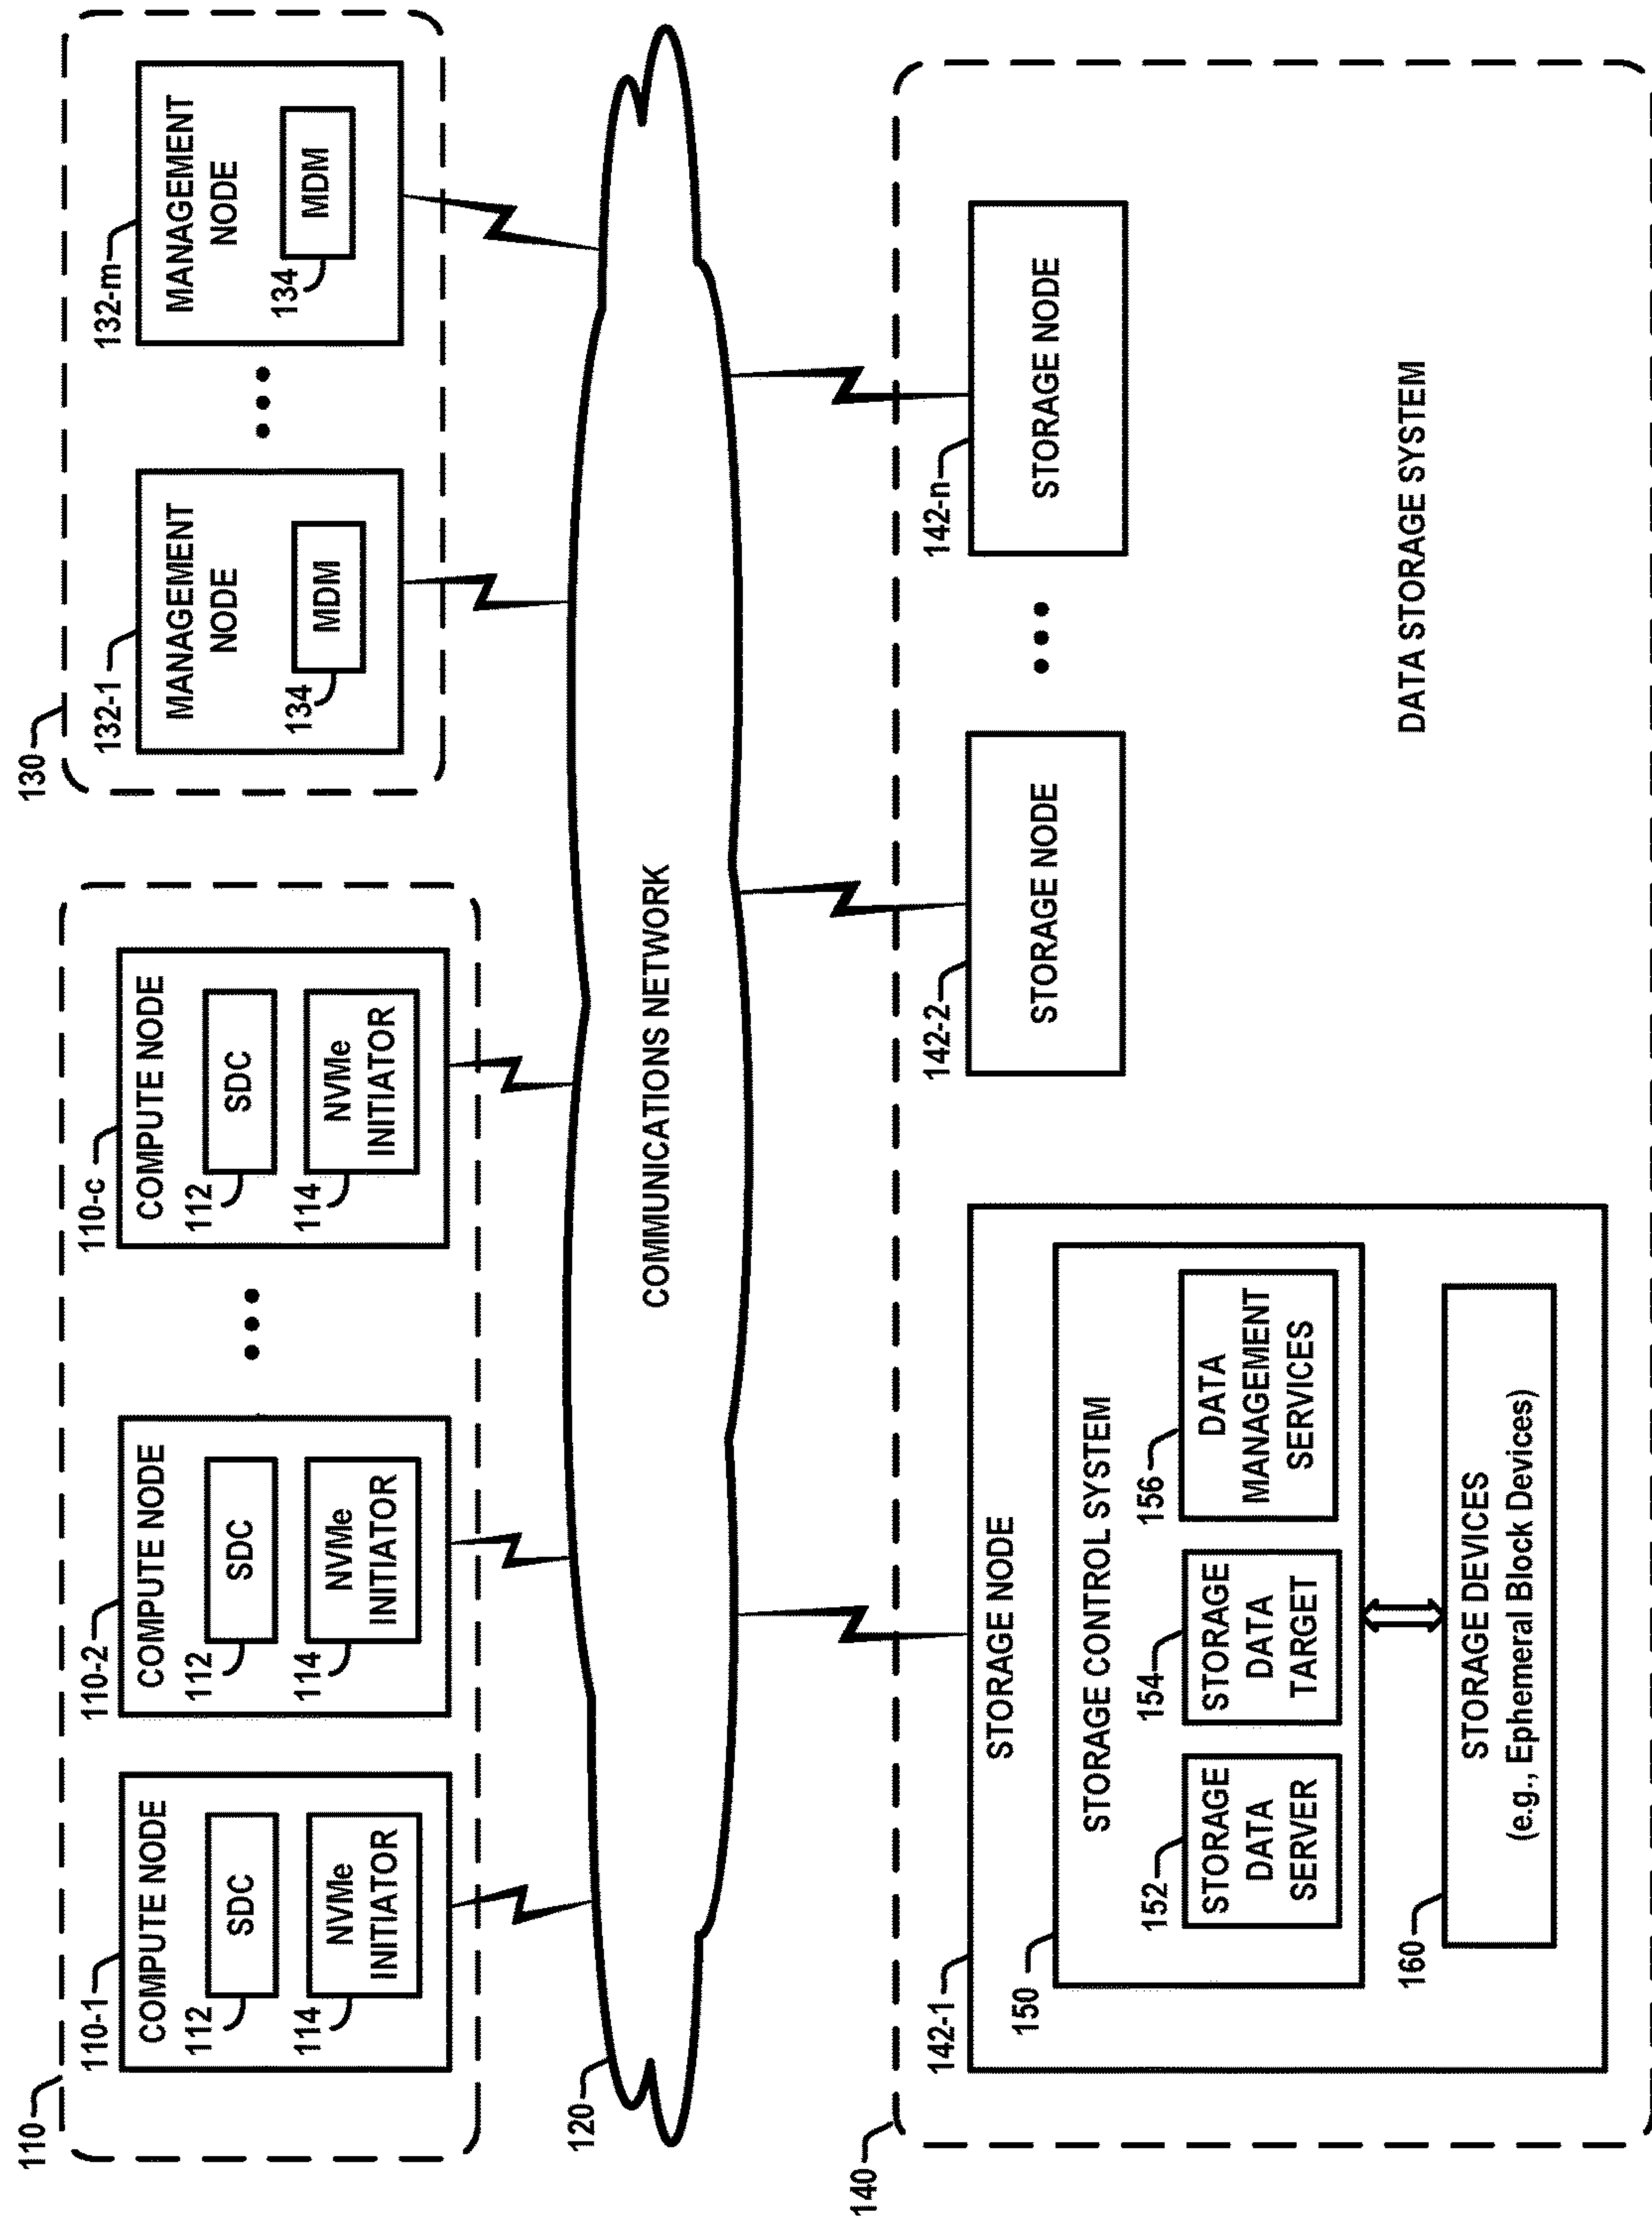 110
110-1
COMPUTE NODE
SDC
112
NVMe
INITIATOR
114
110-2
COMPUTE NODE
SDC
112
NVMe
INITIATOR
114
110-c
COMPUTE NODE
SDC
112
NVMe
INITIATOR
114
130
132-1
MANAGEMENT
NODE
MDM
134
132-m
MANAGEMENT
NODE
MDM
134
120
COMMUNICATIONS NETWORK
140
142-1
STORAGE NODE
150
STORAGE CONTROL SYSTEM
152
STORAGE
DATA
SERVER
154
STORAGE
DATA
TARGET
156
DATA
MANAGEMENT
SERVICES
160
STORAGE DEVICES
(e.g., Ephemeral Block Devices)
142-2
STORAGE NODE
142-n
STORAGE NODE
DATA STORAGE SYSTEM